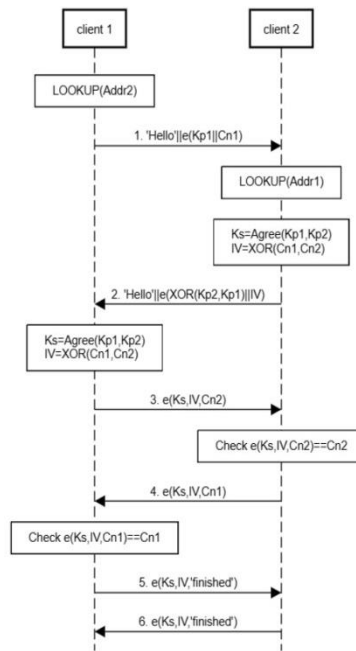 client 1
client 2
LOOKUP(Addr2)
1. 'Hello'||e(Kp1||Cn1)
LOOKUP(Addr1)
Ks=Agree(Kp1,Kp2)
IV=XOR(Cn1,Cn2)
2. 'Hello'||e(XOR(Kp2,Kp1)||IV)
Ks=Agree(Kp1,Kp2)
IV=XOR(Cn1,Cn2)
3. e(Ks,IV,Cn2)
Check e(Ks,IV,Cn2)==Cn2
4. e(Ks,IV,Cn1)
Check e(Ks,IV,Cn1)==Cn1
5. e(Ks,IV,'finished')
6. e(Ks,IV,'finished')